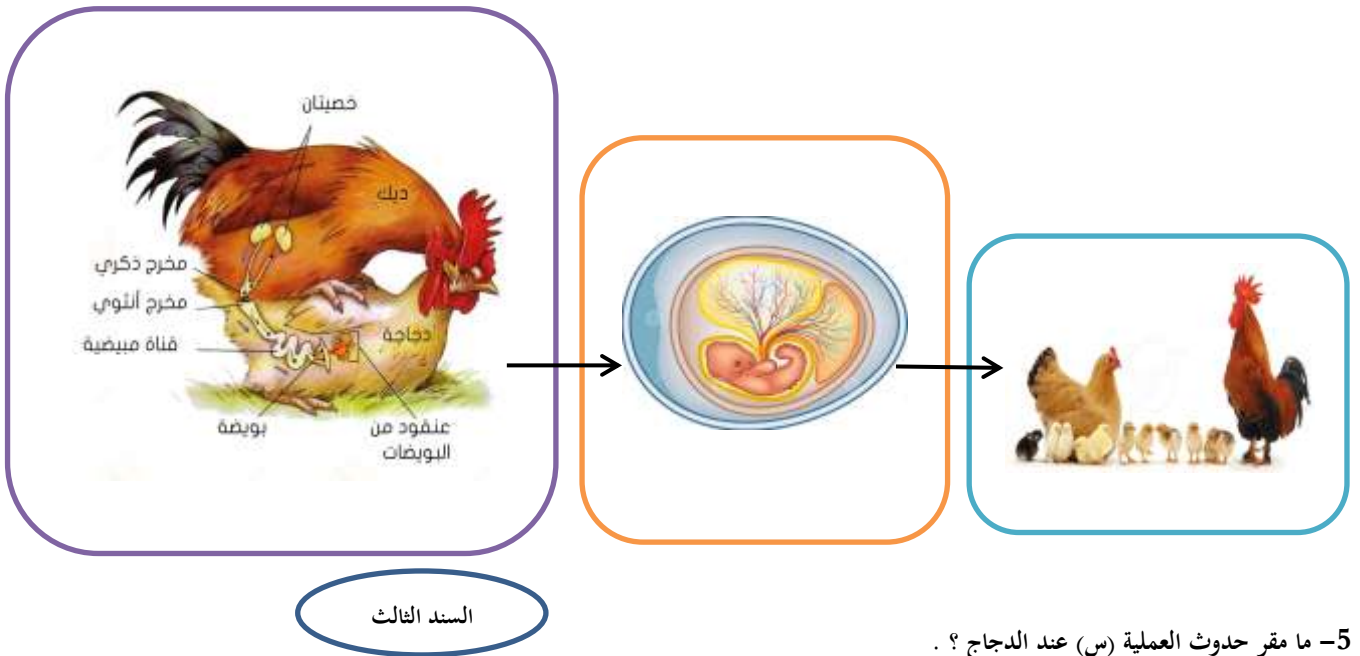 خصيتان
ديك
مخرج ذكري
مخرج أنثوي
دجاجة
قناة مبيضية
بويضة
عنقود من
البويضات
السند الثالث
5– ما مقر حدوث العملية (س) عند الدجاج ؟ .